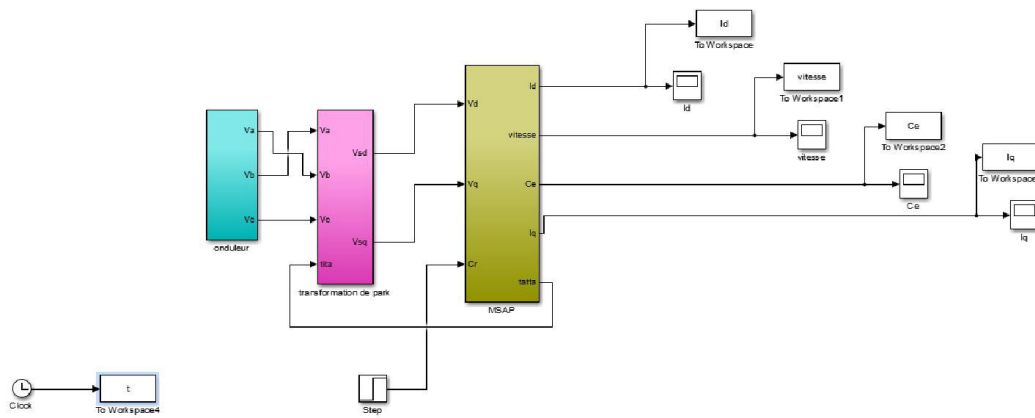 Id
To Workspace
Id
vitesse
To Workspace1
vitesse
Ce
To Workspace2
Ce
Iq
To Workspace
Iq
Va
Vb
Vc
onduleur
Va
Vb
Vc
tita
Vsd
Vsq
transformation de park
Vd
Vq
Cr
Id
vitesse
Ce
Iq
tatta
MSAP
Clock
t
To Workspace4
Step